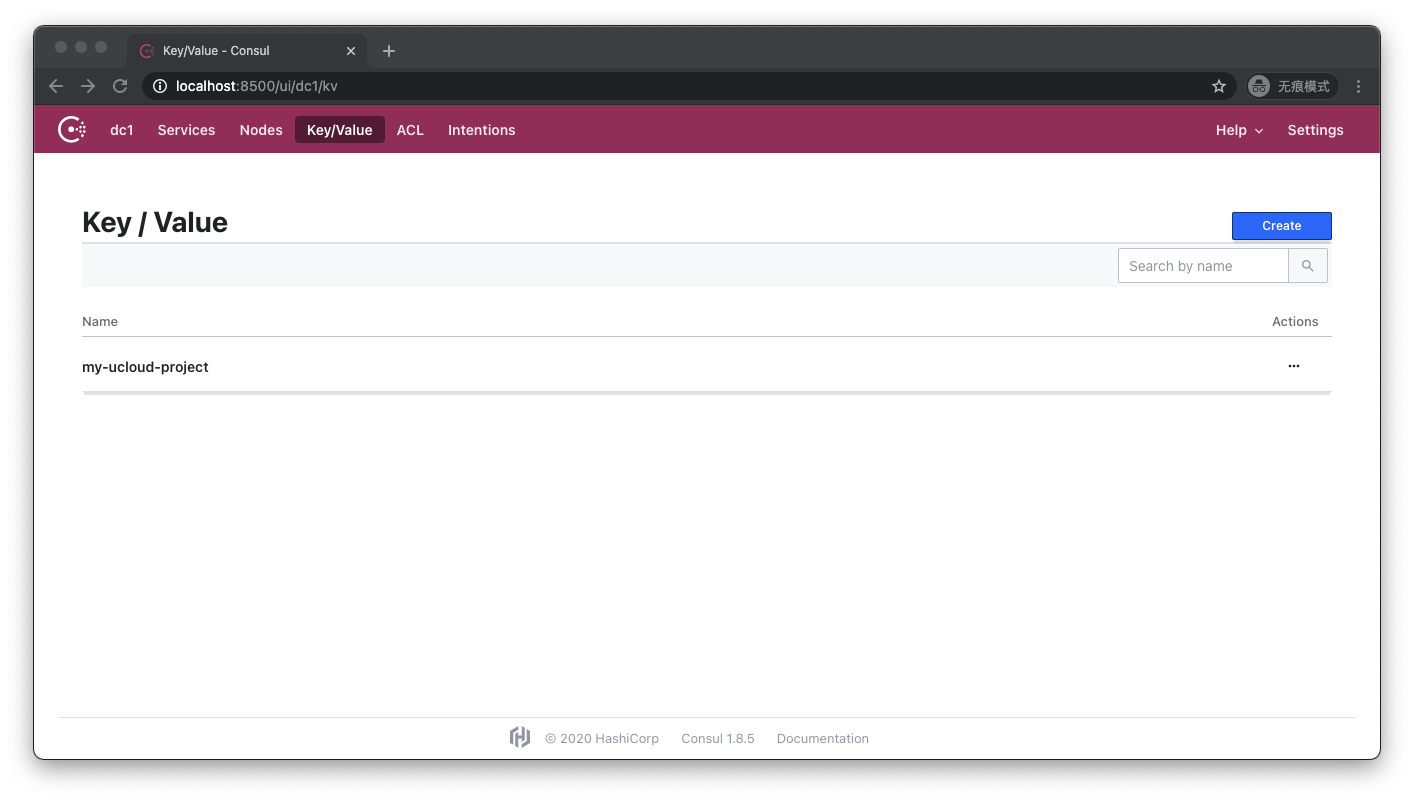 Key/Value - Consul
localhost:8500/ui/dc1/kv
无痕模式
dc1 Services Nodes Key/Value ACL Intentions Help Settings
Key / Value
Create
Search by name
Name Actions
my-ucloud-project
© 2020 HashiCorp Consul 1.8.5 Documentation